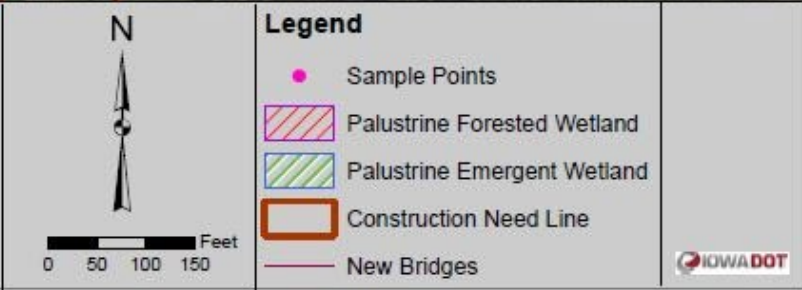 N
Feet
0 50 100 150
Legend
Sample Points
Palustrine Forested Wetland
Palustrine Emergent Wetland
Construction Need Line
New Bridges
IOWADOT